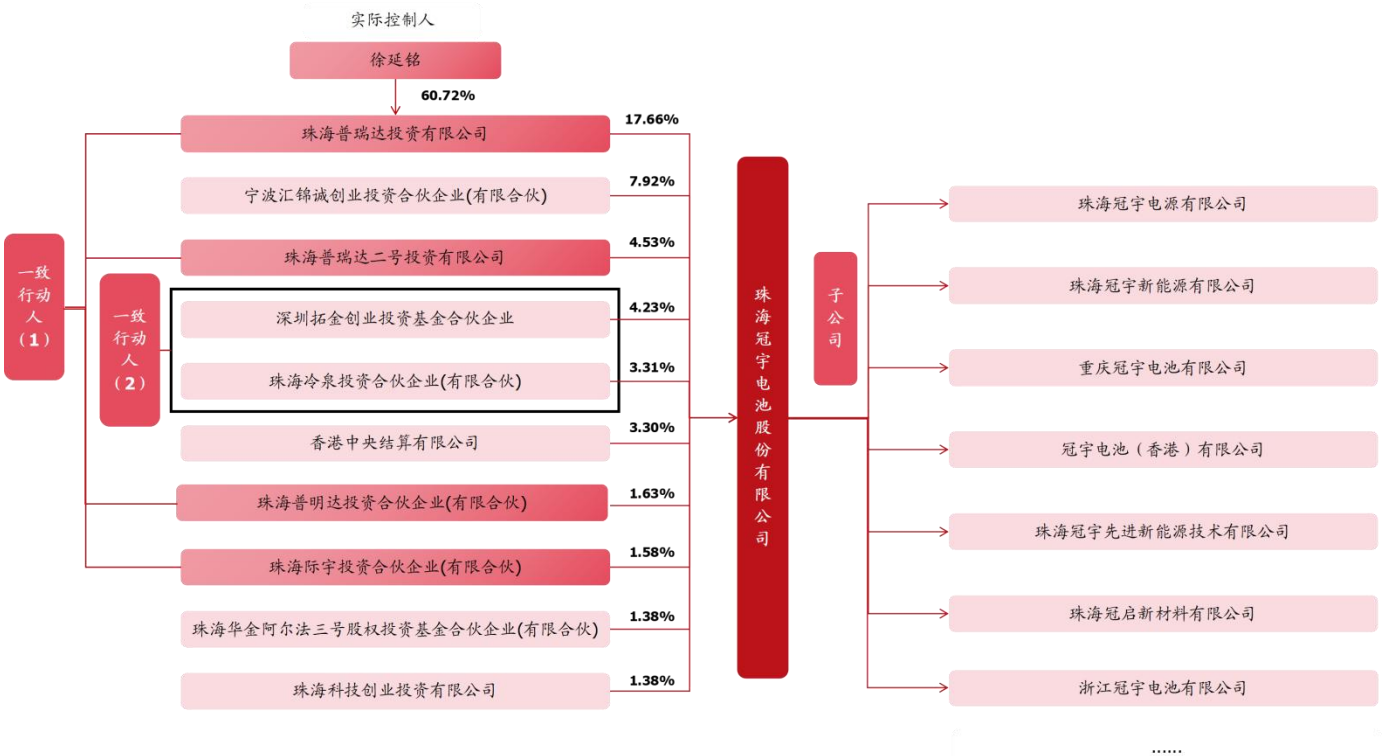 实际控制人
徐延铭
60.72%
珠海普瑞达投资有限公司
17.66%
宁波汇锦诚创业投资合伙企业(有限合伙)
7.92%
珠海普瑞达二号投资有限公司
4.53%
深圳拓金创业投资基金合伙企业
4.23%
珠海冷泉投资合伙企业(有限合伙)
3.31%
香港中央结算有限公司
3.30%
珠海普明达投资合伙企业(有限合伙)
1.63%
珠海际宇投资合伙企业(有限合伙)
1.58%
珠海华金阿尔法三号股权投资基金合伙企业(有限合伙)
1.38%
珠海科技创业投资有限公司
1.38%
一致
行动
人
（1）
一致
行动
人
（2）
珠海冠宇电池股份有限公司
子公司
珠海冠宇电源有限公司
珠海冠宇新能源有限公司
重庆冠宇电池有限公司
冠宇电池（香港）有限公司
珠海冠宇先进新能源技术有限公司
珠海冠启新材料有限公司
浙江冠宇电池有限公司
……